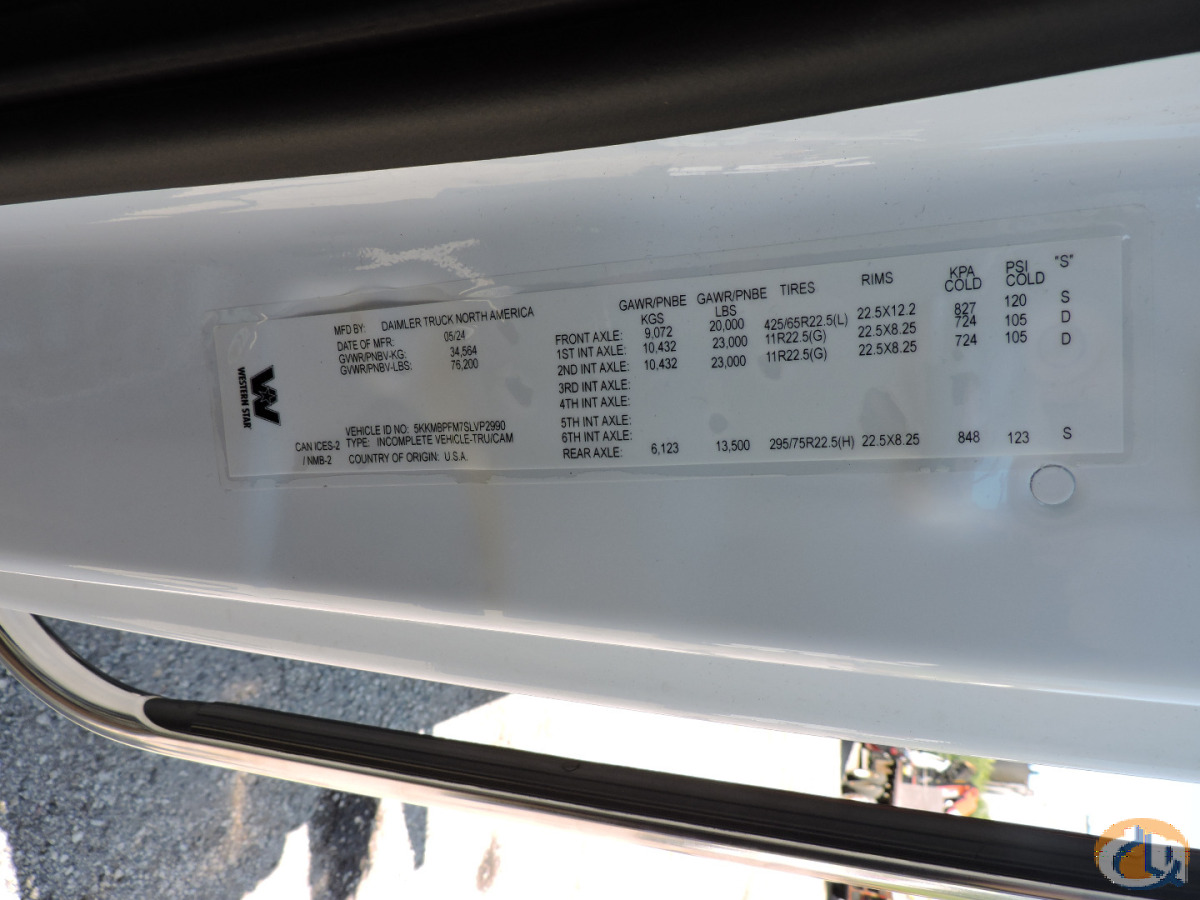 WESTERN STAR
MFD BY: DAIMLER TRUCK NORTH AMERICA
DATE OF MFR: 05/24
GVWR/PNBV-KG: 34,564
GVWR/PNBV-LBS: 76,200
VEHICLE ID NO: 5KKMBPFM7SLVP2990
CAN ICES-2 TYPE: INCOMPLETE VEHICLE-TRU/CAM
/ NMB-2 COUNTRY OF ORIGIN: U.S.A.
GAWR/PNBE GAWR/PNBE TIRES RIMS KPA PSI "S"
KGS LBS COLD COLD
FRONT AXLE: 9,072 20,000 425/65R22.5(L) 22.5X12.2 827 120 S
1ST INT AXLE: 10,432 23,000 11R22.5(G) 22.5X8.25 724 105 D
2ND INT AXLE: 10,432 23,000 11R22.5(G) 22.5X8.25 724 105 D
3RD INT AXLE:
4TH INT AXLE:
5TH INT AXLE:
6TH INT AXLE:
REAR AXLE: 6,123 13,500 295/75R22.5(H) 22.5X8.25 848 123 S